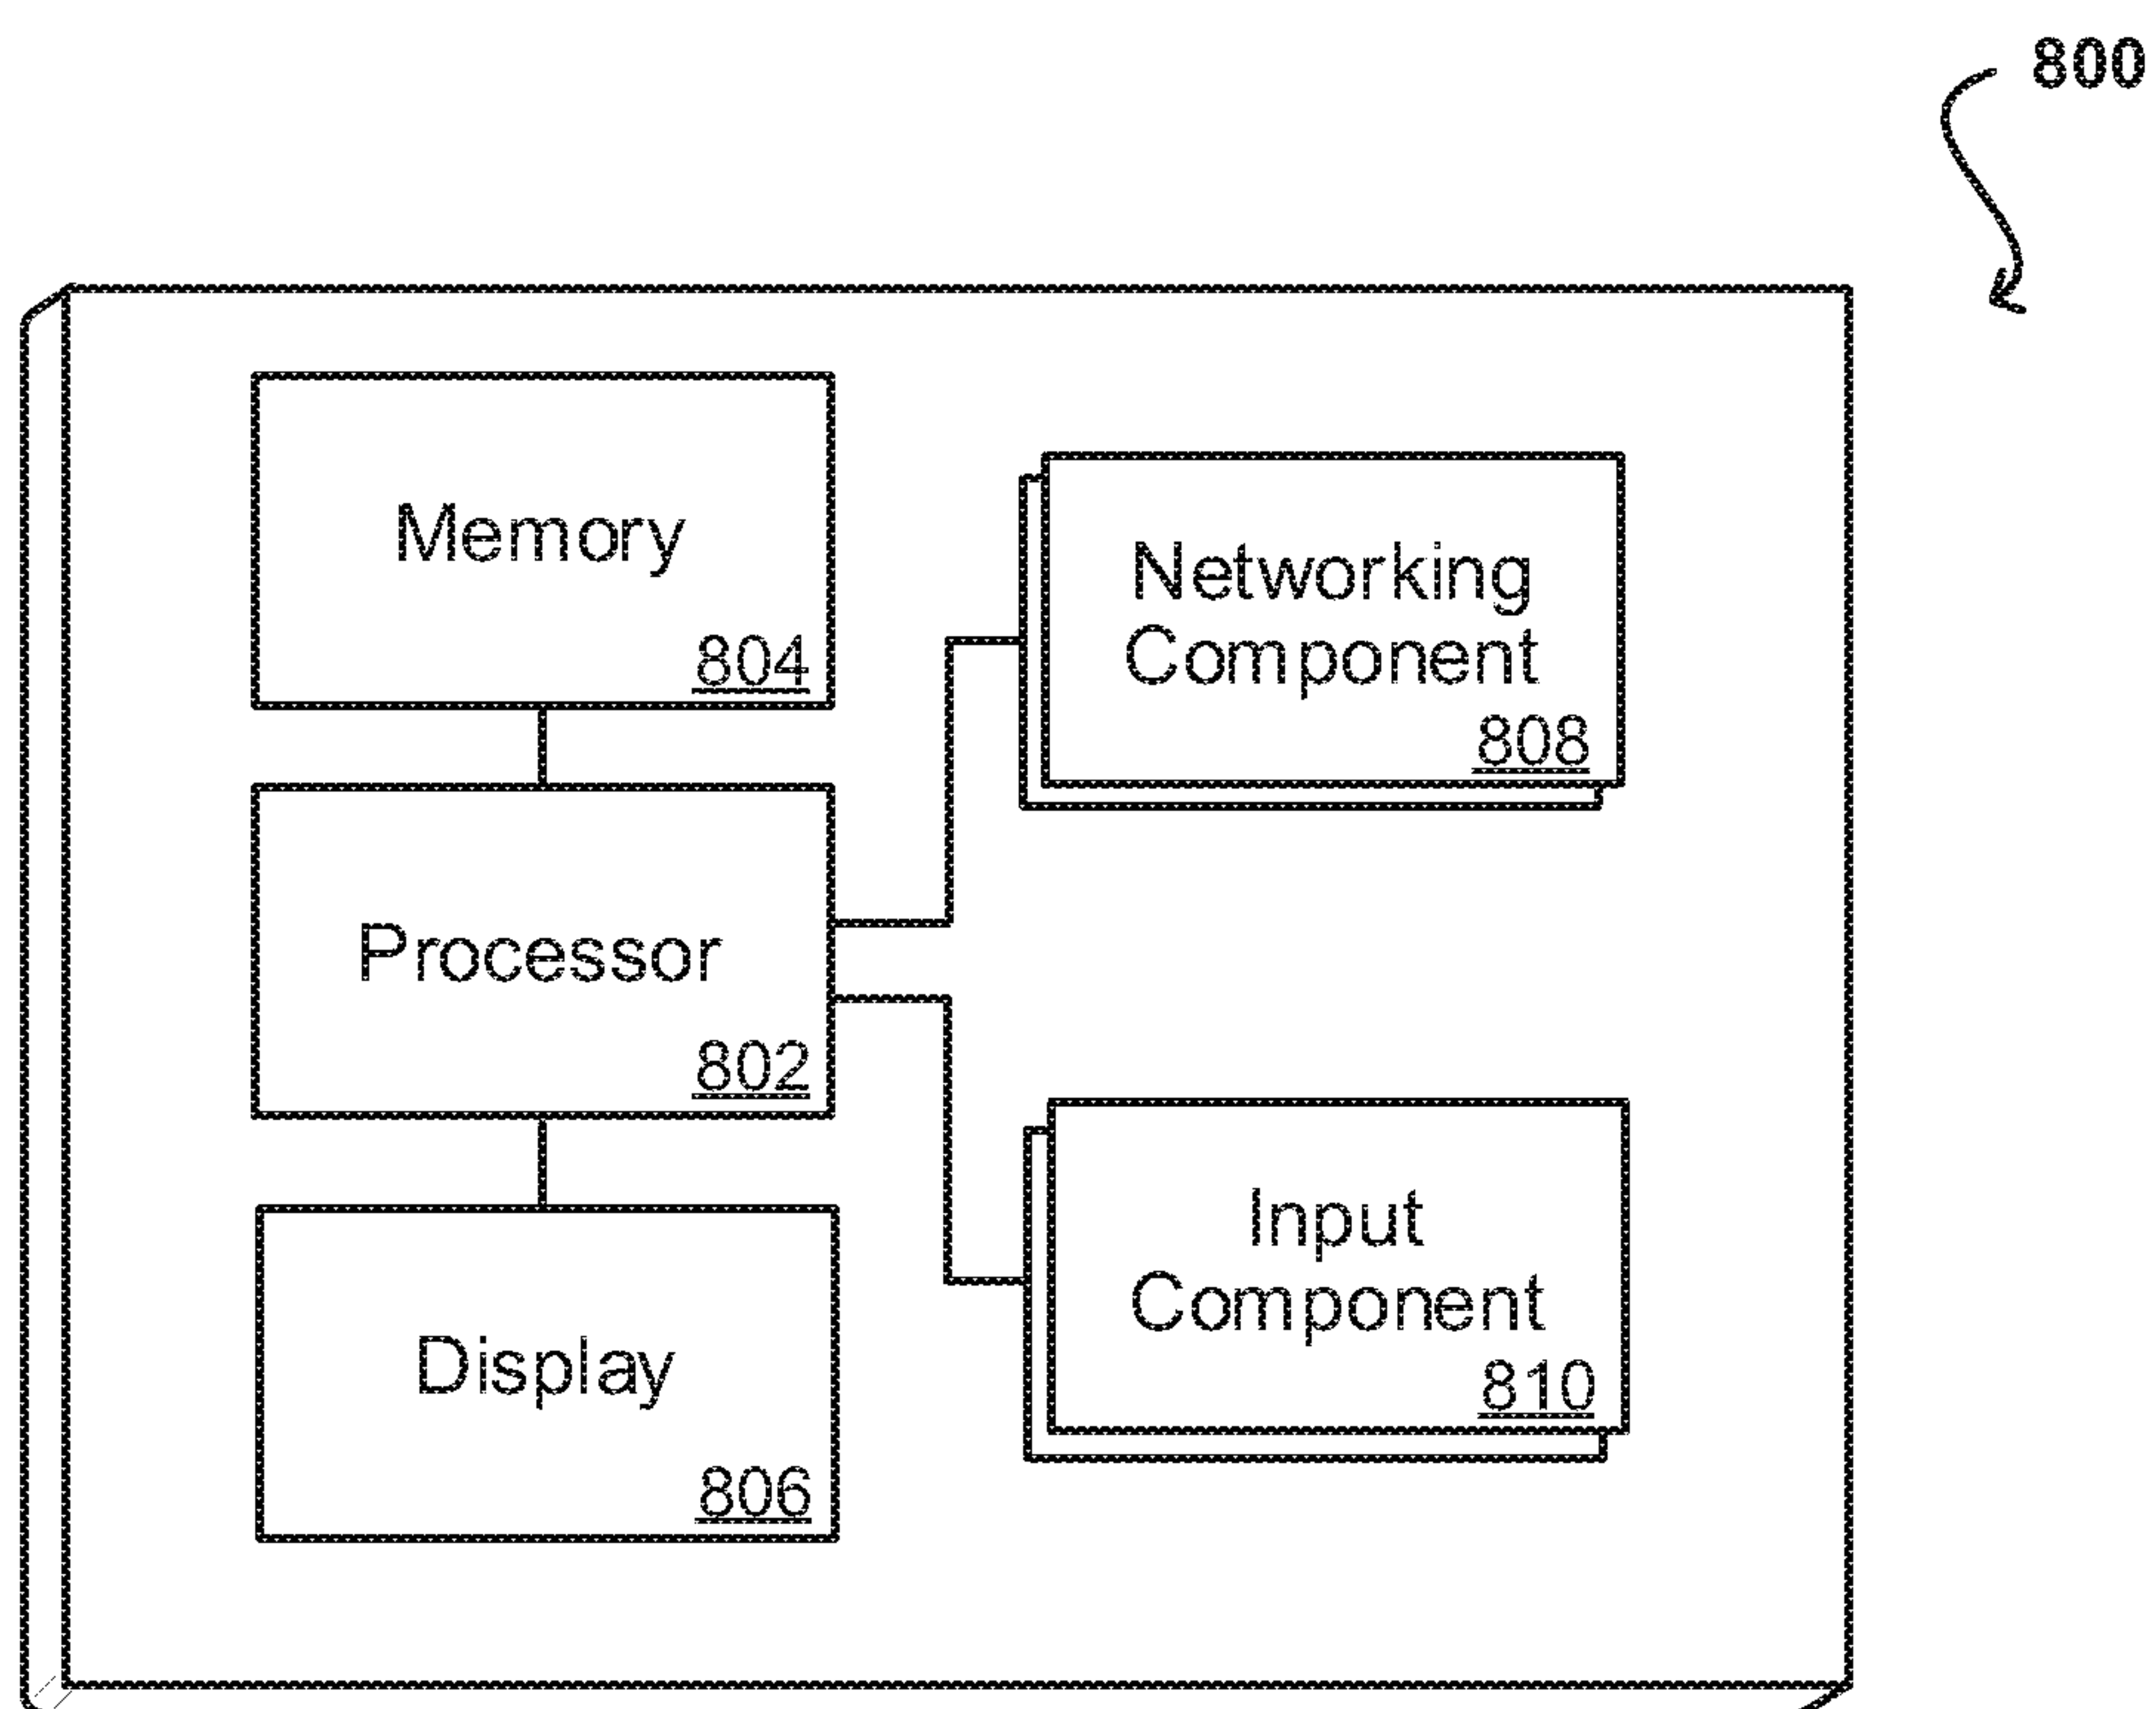 800
Memory
804
Networking
Component
808
Processor
802
Input
Component
810
Display
806